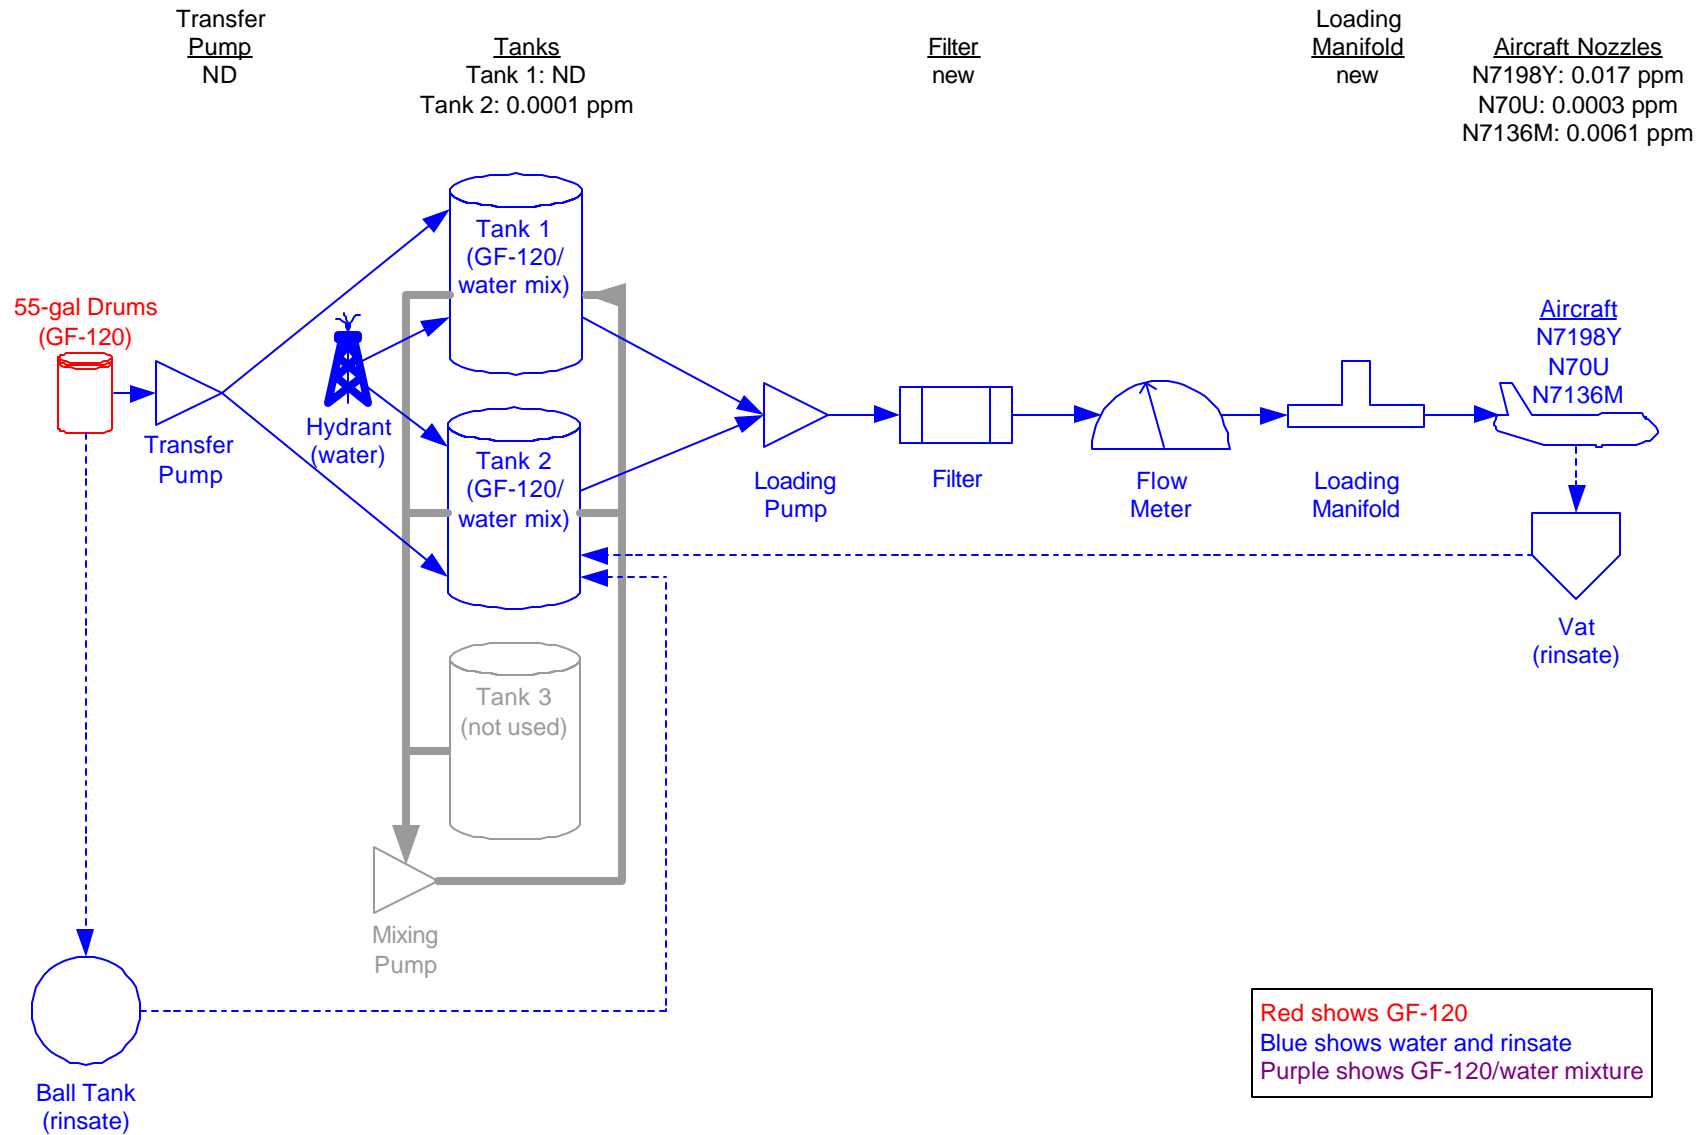 Transfer
Pump
ND
Tanks
Tank 1: ND
Tank 2: 0.0001 ppm
Filter
new
Loading
Manifold
new
Aircraft Nozzles
N7198Y: 0.017 ppm
N70U: 0.0003 ppm
N7136M: 0.0061 ppm
55-gal Drums
(GF-120)
Transfer
Pump
Hydrant
(water)
Tank 1
(GF-120/
water mix)
Tank 2
(GF-120/
water mix)
Tank 3
(not used)
Mixing
Pump
Loading
Pump
Filter
Flow
Meter
Loading
Manifold
Aircraft
N7198Y
N70U
N7136M
Vat
(rinsate)
Ball Tank
(rinsate)
Red shows GF-120
Blue shows water and rinsate
Purple shows GF-120/water mixture